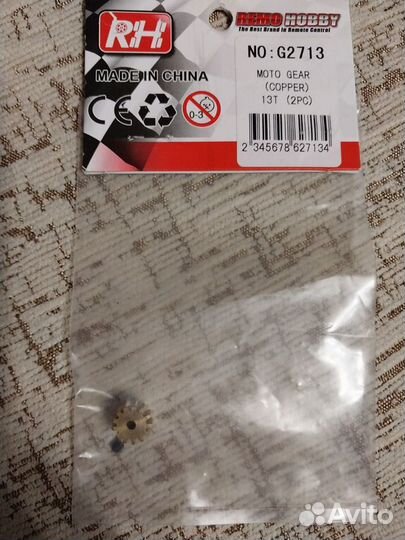 RH
REMO HOBBY
The Best Brand in Remote Control
MADE IN CHINA
CE
0-3
NO:G2713
MOTO GEAR
(COPPER)
13T (2PC)
2 345678 627134
Avito